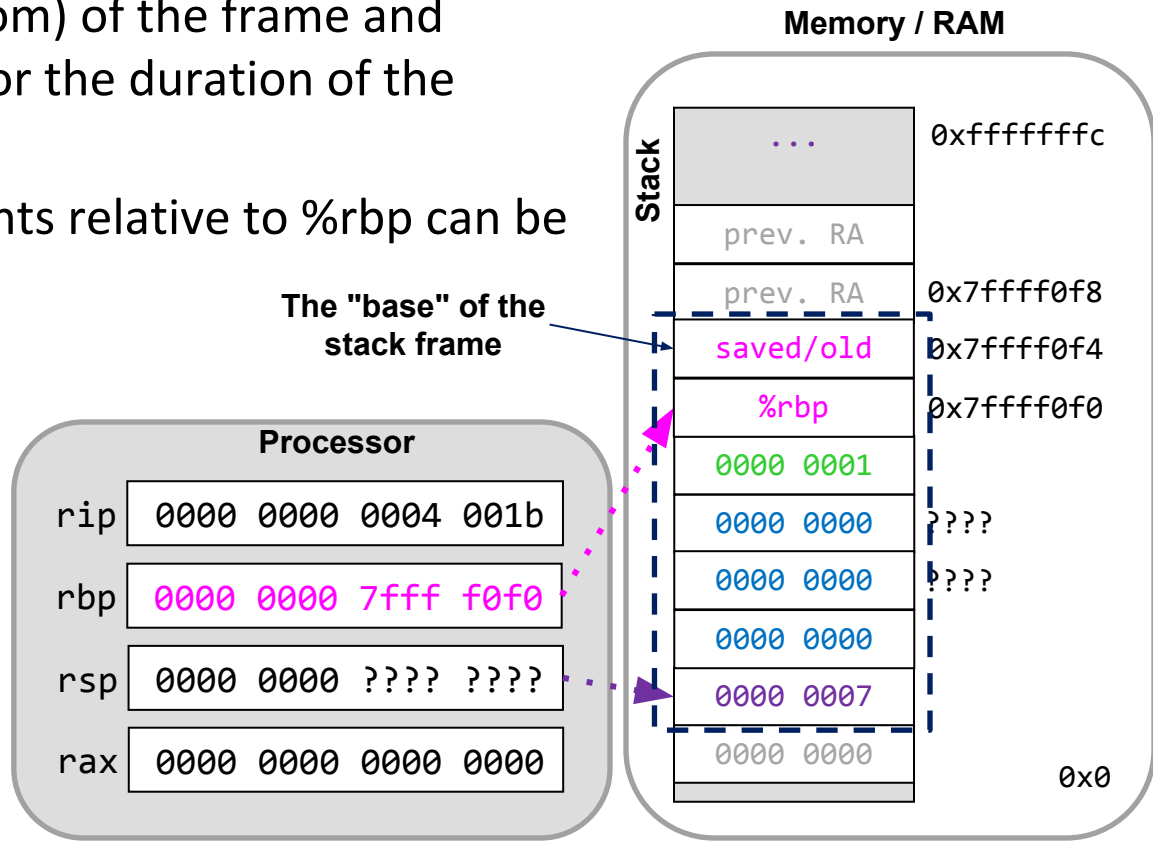 om) of the frame and
or the duration of the
nts relative to %rbp can be
The "base" of the
stack frame
Processor
rip 0000 0000 0004 001b
rbp 0000 0000 7fff f0f0
rsp 0000 0000 ???? ????
rax 0000 0000 0000 0000
Memory / RAM
Stack
... 0xfffffffc
prev. RA
prev. RA 0x7ffff0f8
saved/old 0x7ffff0f4
%rbp 0x7ffff0f0
0000 0001
0000 0000 ????
0000 0000 ????
0000 0000
0000 0007
0000 0000
0x0